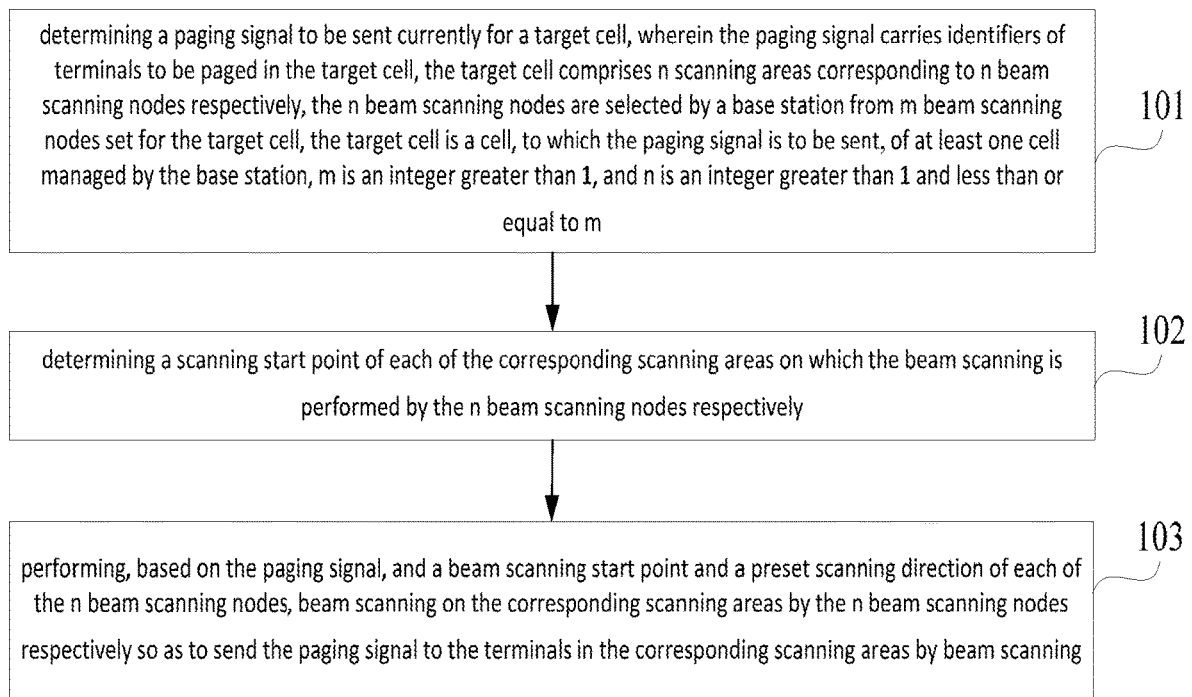 determining a paging signal to be sent currently for a target cell, wherein the paging signal carries identifiers of
terminals to be paged in the target cell, the target cell comprises n scanning areas corresponding to n beam
scanning nodes respectively, the n beam scanning nodes are selected by a base station from m beam scanning
nodes set for the target cell, the target cell is a cell, to which the paging signal is to be sent, of at least one cell
managed by the base station, m is an integer greater than 1, and n is an integer greater than 1 and less than or
equal to m
101
determining a scanning start point of each of the corresponding scanning areas on which the beam scanning is
performed by the n beam scanning nodes respectively
102
performing, based on the paging signal, and a beam scanning start point and a preset scanning direction of each of
the n beam scanning nodes, beam scanning on the corresponding scanning areas by the n beam scanning nodes
respectively so as to send the paging signal to the terminals in the corresponding scanning areas by beam scanning
103